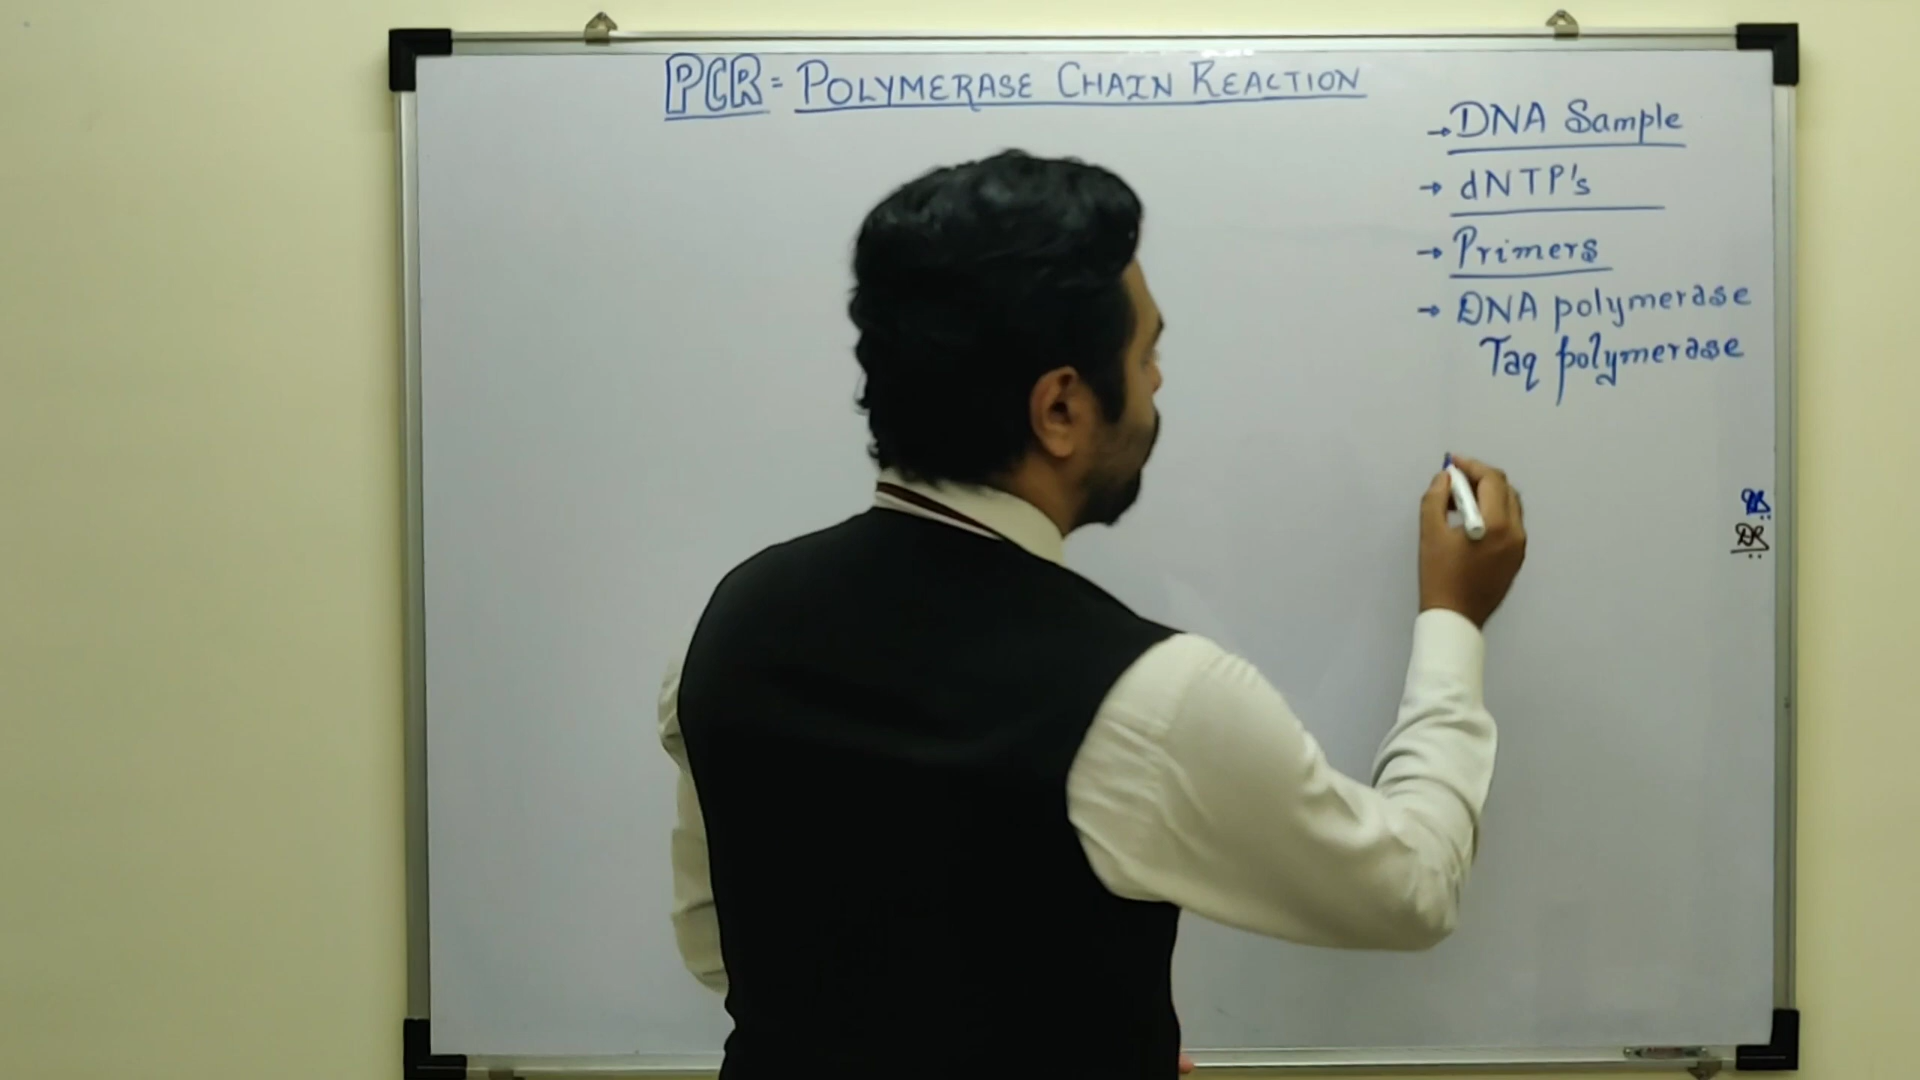 PCR = POLYMERASE CHAIN REACTION
→ DNA Sample
→ dNTP's
→ Primers
→ DNA polymerase
Taq polymerase